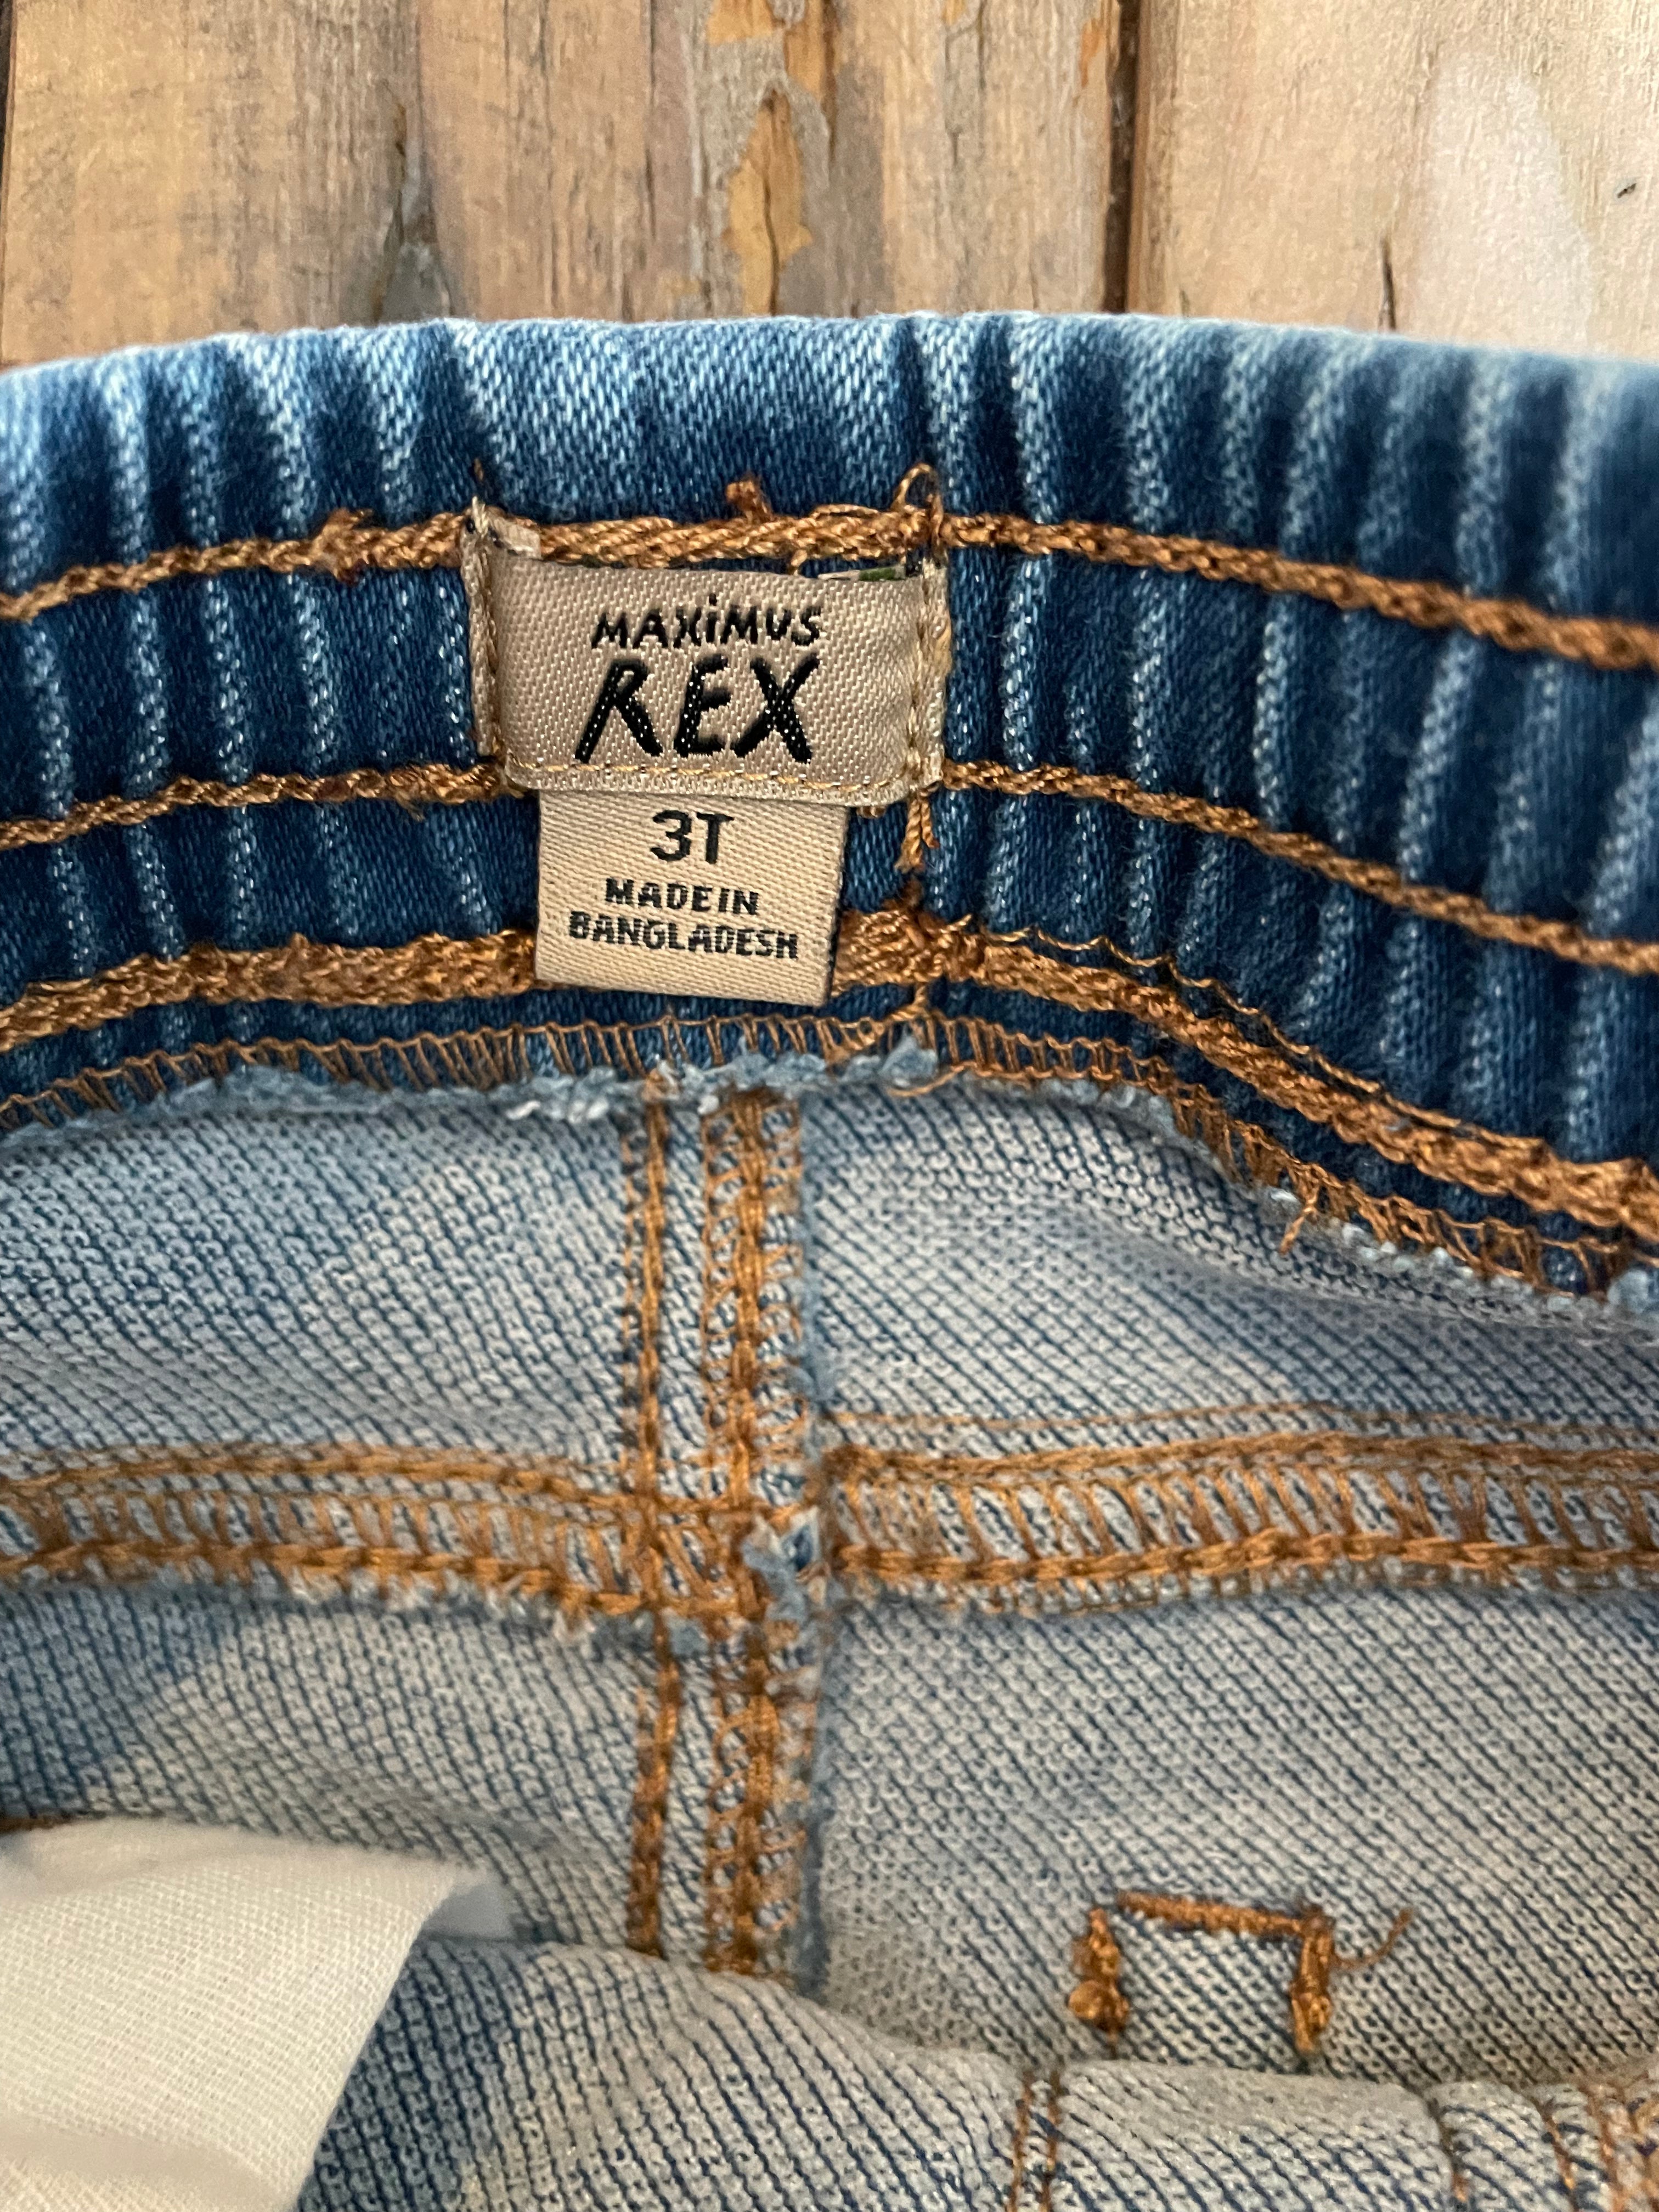 MAXiMUS
REX
3T
MADE IN
BANGLADESH